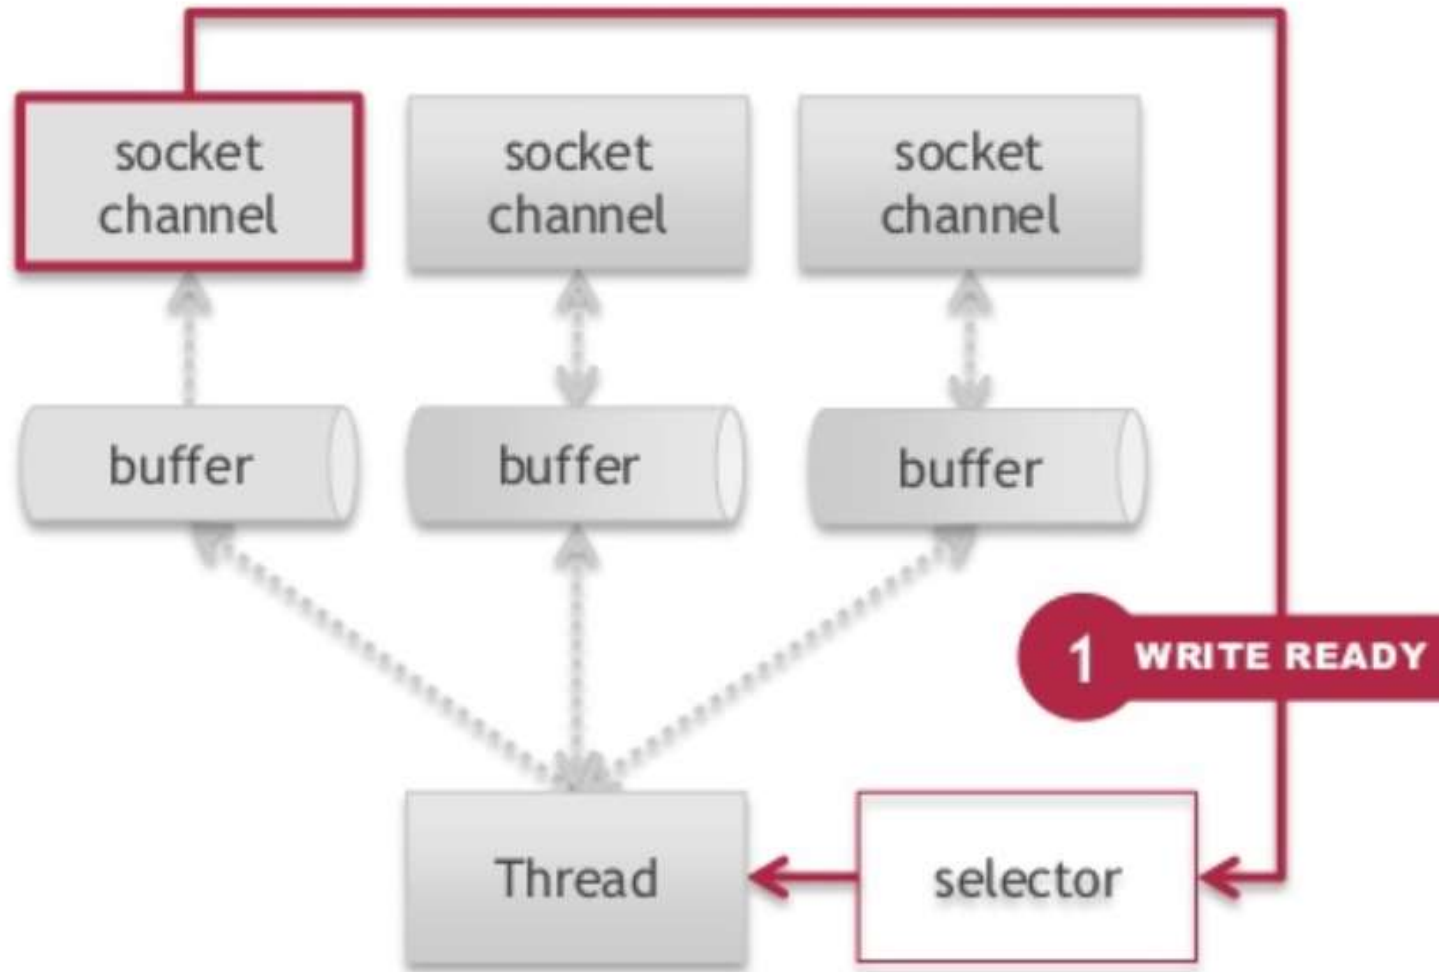 socket
channel
socket
channel
socket
channel
buffer
buffer
buffer
1 WRITE READY
Thread
selector